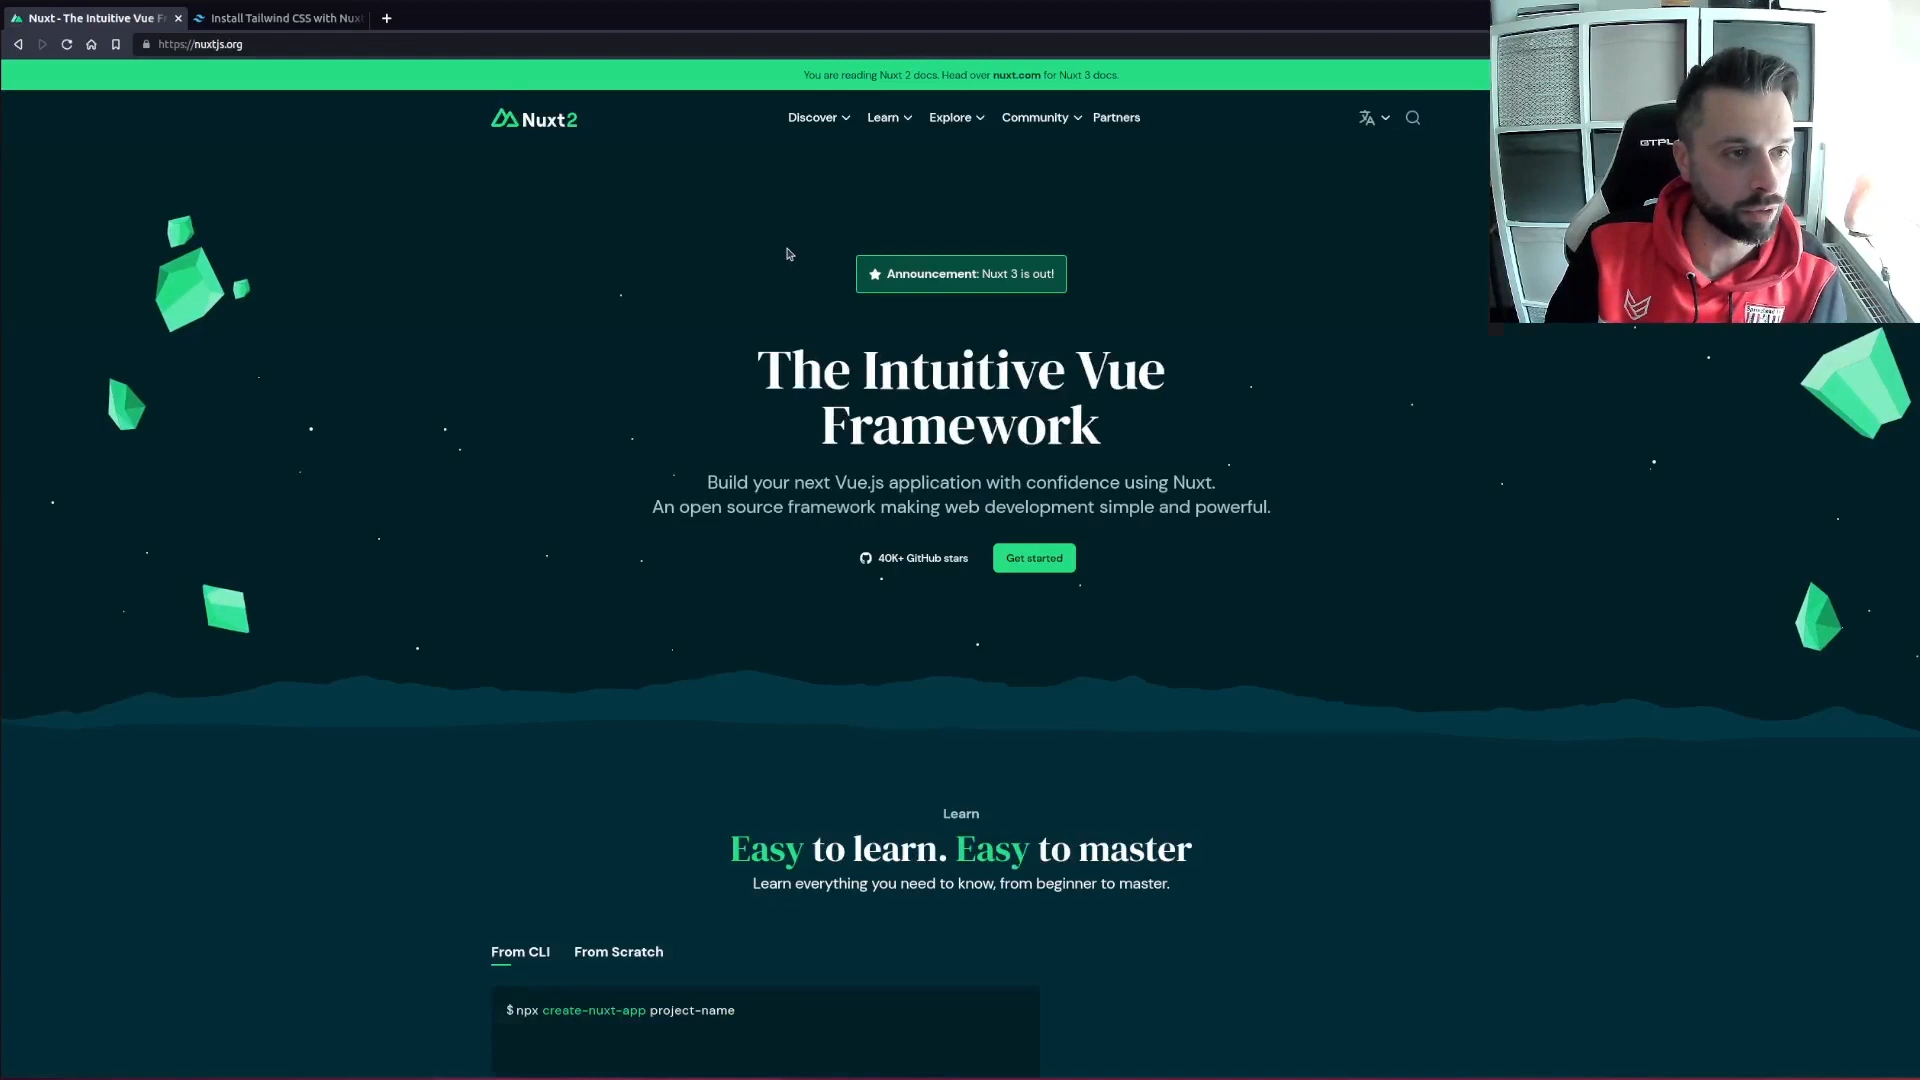 Nuxt - The Intuitive Vue F
Install Tailwind CSS with Nuxt
https://nuxtjs.org
You are reading Nuxt 2 docs. Head over nuxt.com for Nuxt 3 docs.
Nuxt2
Discover
Learn
Explore
Community
Partners
Announcement: Nuxt 3 is out!
The Intuitive Vue
Framework
Build your next Vue.js application with confidence using Nuxt.
An open source framework making web development simple and powerful.
40K+ GitHub stars
Get started
Learn
Easy to learn. Easy to master
Learn everything you need to know, from beginner to master.
From CLI
From Scratch
$ npx create-nuxt-app project-name